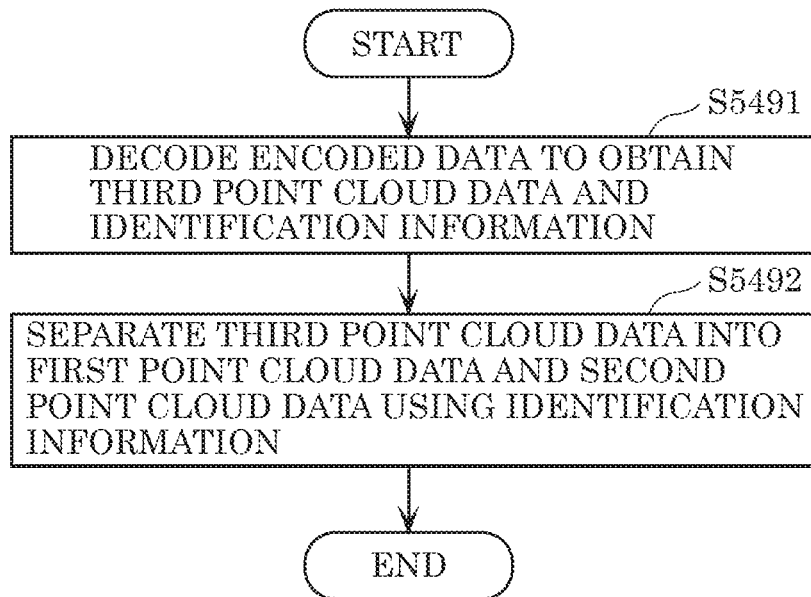 START
S5491
DECODE ENCODED DATA TO OBTAIN
THIRD POINT CLOUD DATA AND
IDENTIFICATION INFORMATION
S5492
SEPARATE THIRD POINT CLOUD DATA INTO
FIRST POINT CLOUD DATA AND SECOND
POINT CLOUD DATA USING IDENTIFICATION
INFORMATION
END